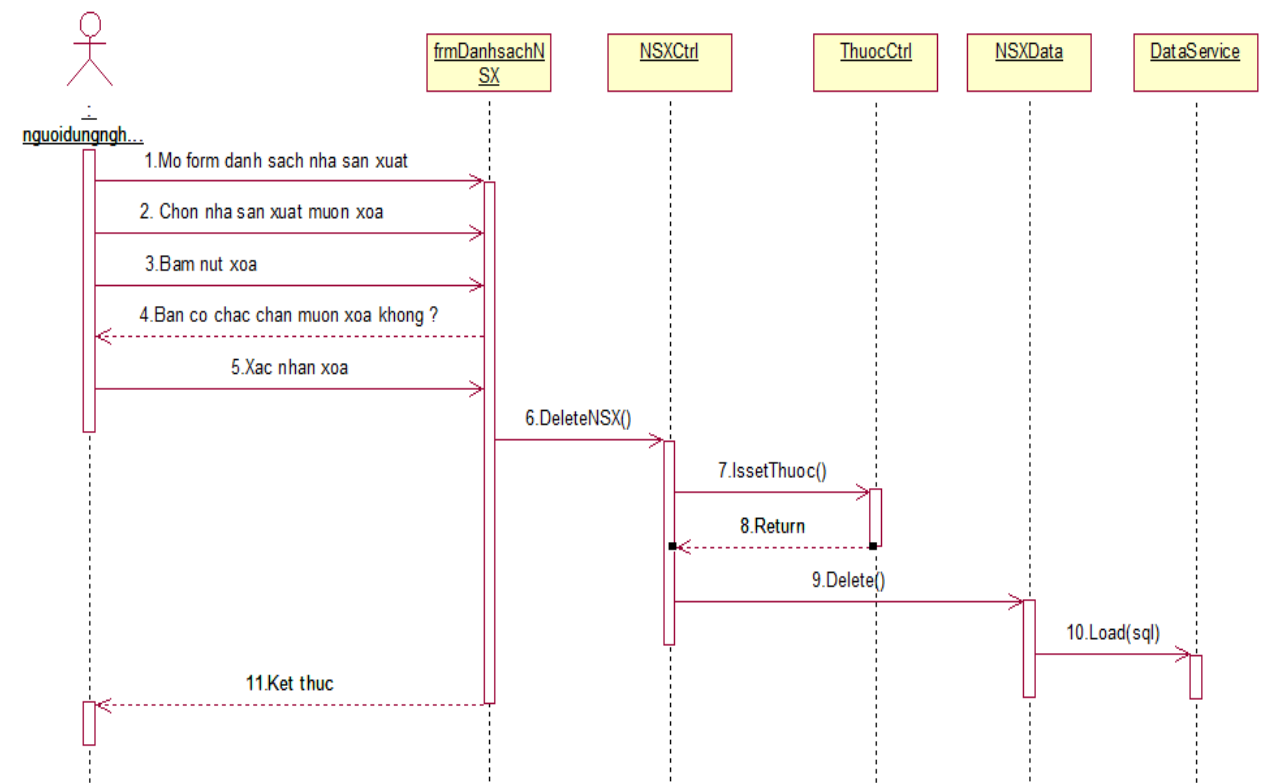 frmDanhsachN
SX
NSXCtrl
ThuocCtrl
NSXData
DataService
:
nguoidungngh...
1.Mo form danh sach nha san xuat
2. Chon nha san xuat muon xoa
3.Bam nut xoa
4.Ban co chac chan muon xoa khong ?
5.Xac nhan xoa
6.DeleteNSX()
7.IssetThuoc()
8.Return
9.Delete()
10.Load(sql)
11.Ket thuc